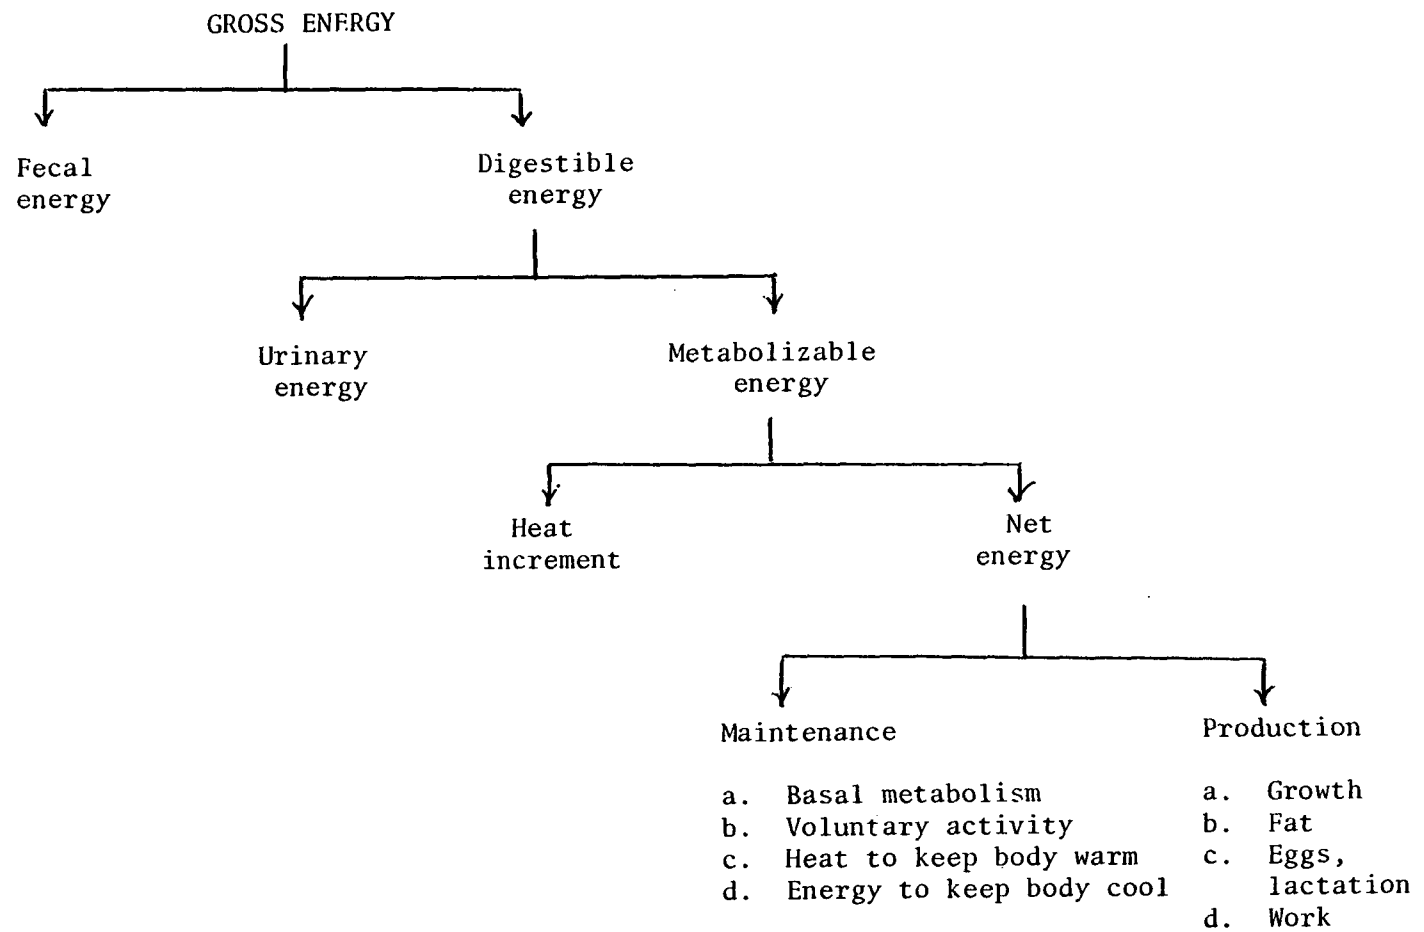 GROSS ENERGY
Fecal
energy
Digestible
energy
Urinary
energy
Metabolizable
energy
Heat
increment
Net
energy
Maintenance
a. Basal metabolism
b. Voluntary activity
c. Heat to keep body warm
d. Energy to keep body cool
Production
a. Growth
b. Fat
c. Eggs,
lactation
d. Work